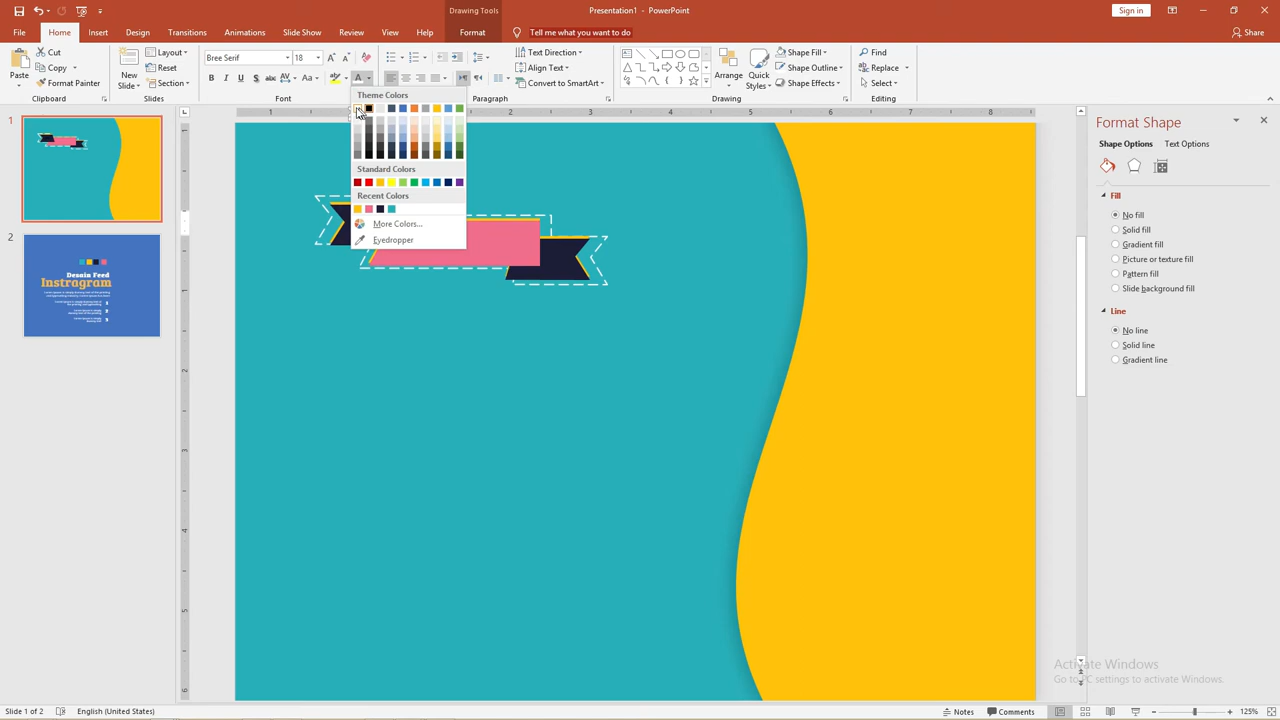 Drawing Tools
Presentation1 - PowerPoint
Sign in
File
Home
Insert
Design
Transitions
Animations
Slide Show
Review
View
Help
Format
Tell me what you want to do
Share
Paste
Cut
Copy
Format Painter
Clipboard
New Slide
Layout
Reset
Section
Slides
Bree Serif
18
Font
Text Direction
Align Text
Convert to SmartArt
Paragraph
Arrange
Quick Styles
Shape Fill
Shape Outline
Shape Effects
Drawing
Find
Replace
Select
Editing
Theme Colors
Standard Colors
Recent Colors
More Colors...
Eyedropper
1
2
Desain Feed
Instragram
Format Shape
Shape Options
Text Options
Fill
No fill
Solid fill
Gradient fill
Picture or texture fill
Pattern fill
Slide background fill
Line
No line
Solid line
Gradient line
Activate Windows
Go to PC settings to activate Windows.
Slide 1 of 2
English (United States)
Notes
Comments
125%